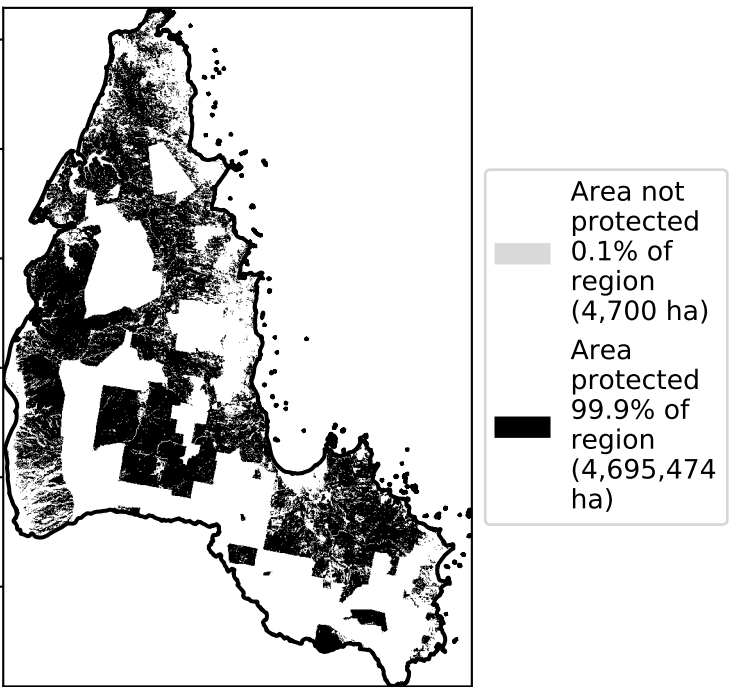 Area not
protected
0.1% of
region
(4,700 ha)
Area
protected
99.9% of
region
(4,695,474
ha)